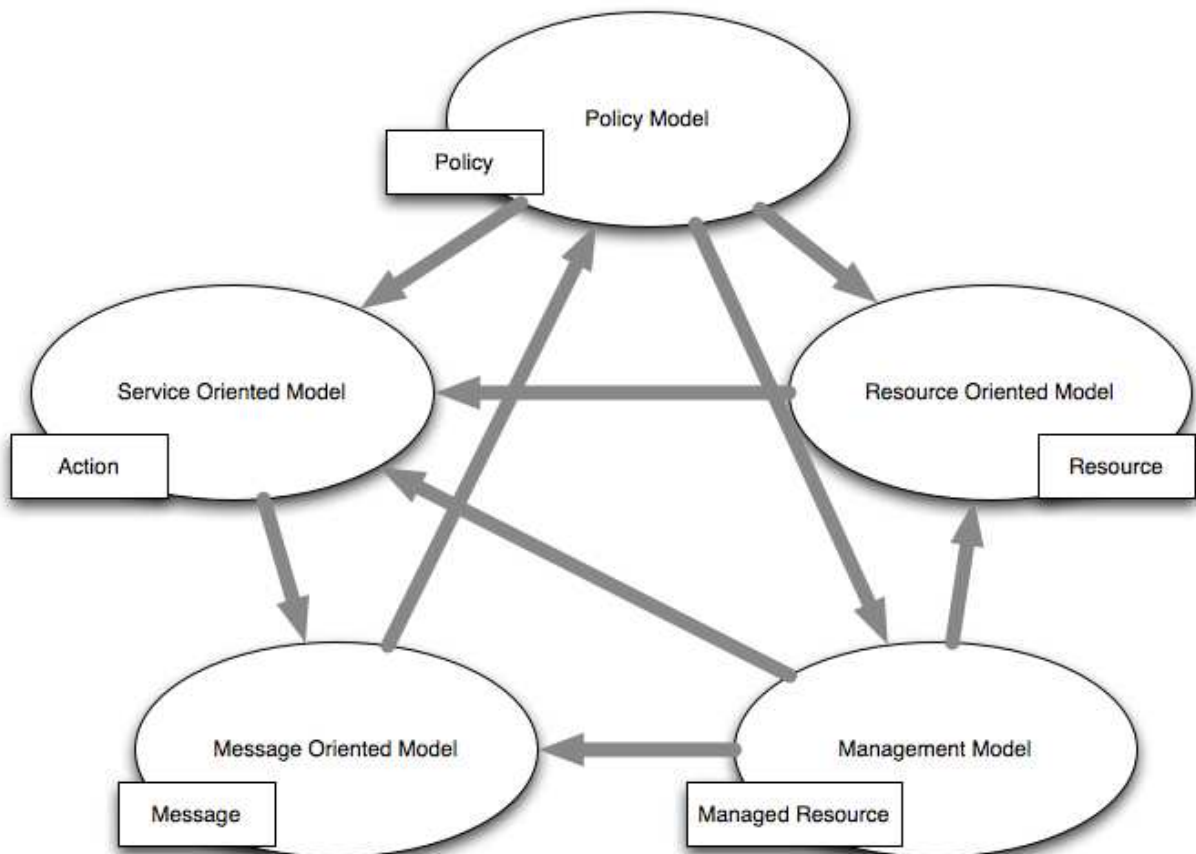 Policy Model
Policy
Service Oriented Model
Action
Resource Oriented Model
Resource
Message Oriented Model
Message
Management Model
Managed Resource